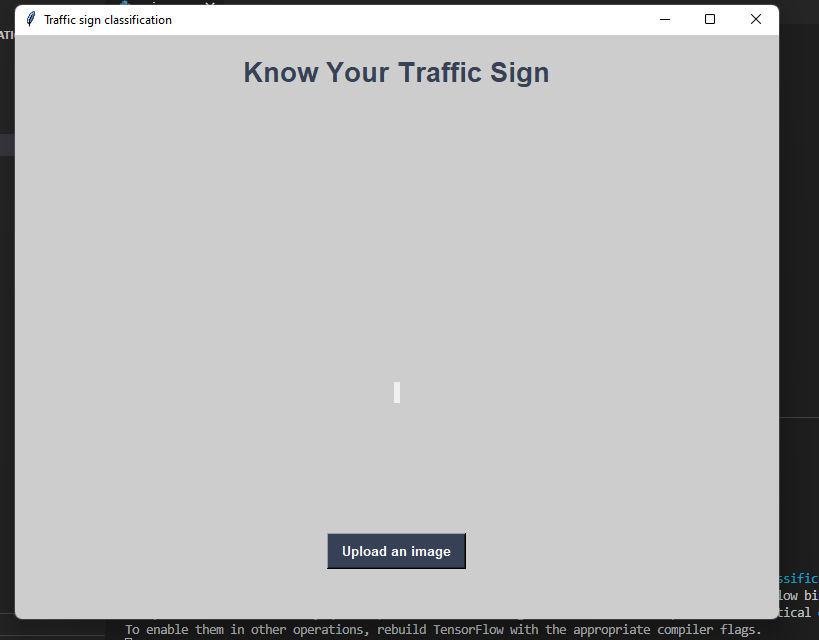 Traffic sign classification
Know Your Traffic Sign
Upload an image
ssific
low bi
tical
To enable them in other operations, rebuild TensorFlow with the appropriate compiler flags.